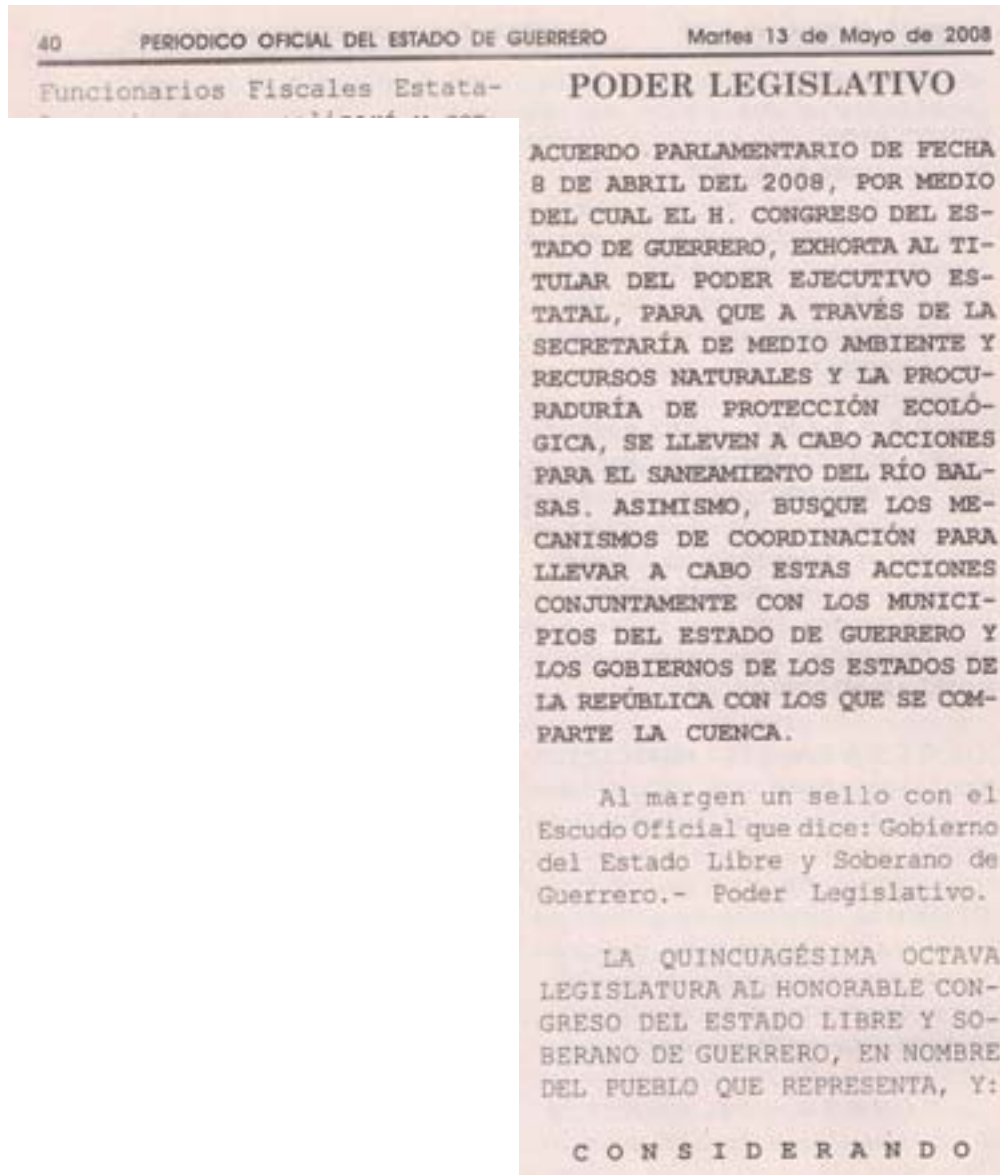 40 PERIODICO OFICIAL DEL ESTADO DE GUERRERO Martes 13 de Mayo de 2008
Funcionarios Fiscales Estata-
PODER LEGISLATIVO
ACUERDO PARLAMENTARIO DE FECHA
8 DE ABRIL DEL 2008, POR MEDIO
DEL CUAL EL H. CONGRESO DEL ES-
TADO DE GUERRERO, EXHORTA AL TI-
TULAR DEL PODER EJECUTIVO ES-
TATAL, PARA QUE A TRAVÉS DE LA
SECRETARÍA DE MEDIO AMBIENTE Y
RECURSOS NATURALES Y LA PROCU-
RADURÍA DE PROTECCIÓN ECOLÓ-
GICA, SE LLEVEN A CABO ACCIONES
PARA EL SANEAMIENTO DEL RÍO BAL-
SAS. ASIMISMO, BUSQUE LOS ME-
CANISMOS DE COORDINACIÓN PARA
LLEVAR A CABO ESTAS ACCIONES
CONJUNTAMENTE CON LOS MUNICI-
PIOS DEL ESTADO DE GUERRERO Y
LOS GOBIERNOS DE LOS ESTADOS DE
LA REPÚBLICA CON LOS QUE SE COM-
PARTE LA CUENCA.
Al margen un sello con el
Escudo Oficial que dice: Gobierno
del Estado Libre y Soberano de
Guerrero.- Poder Legislativo.
LA QUINCUAGÉSIMA OCTAVA
LEGISLATURA AL HONORABLE CON-
GRESO DEL ESTADO LIBRE Y SO-
BERANO DE GUERRERO, EN NOMBRE
DEL PUEBLO QUE REPRESENTA, Y:
C O N S I D E R A N D O